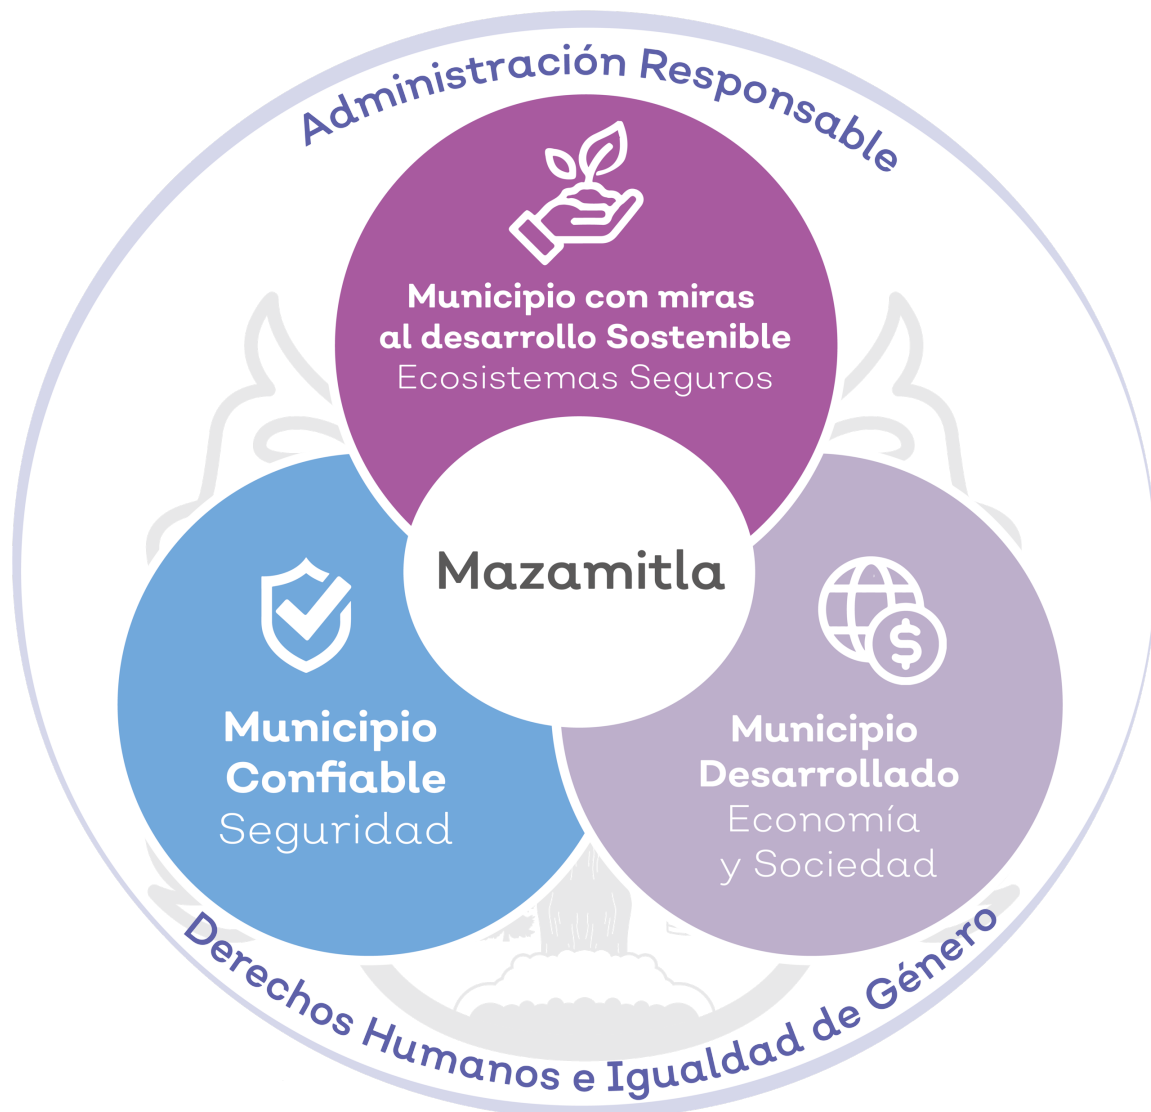 Administración Responsable
Municipio con miras
al desarrollo Sostenible
Ecosistemas Seguros
Mazamitla
Municipio
Confiable
Seguridad
Municipio
Desarrollado
Economía
y Sociedad
Derechos Humanos e Igualdad de Género